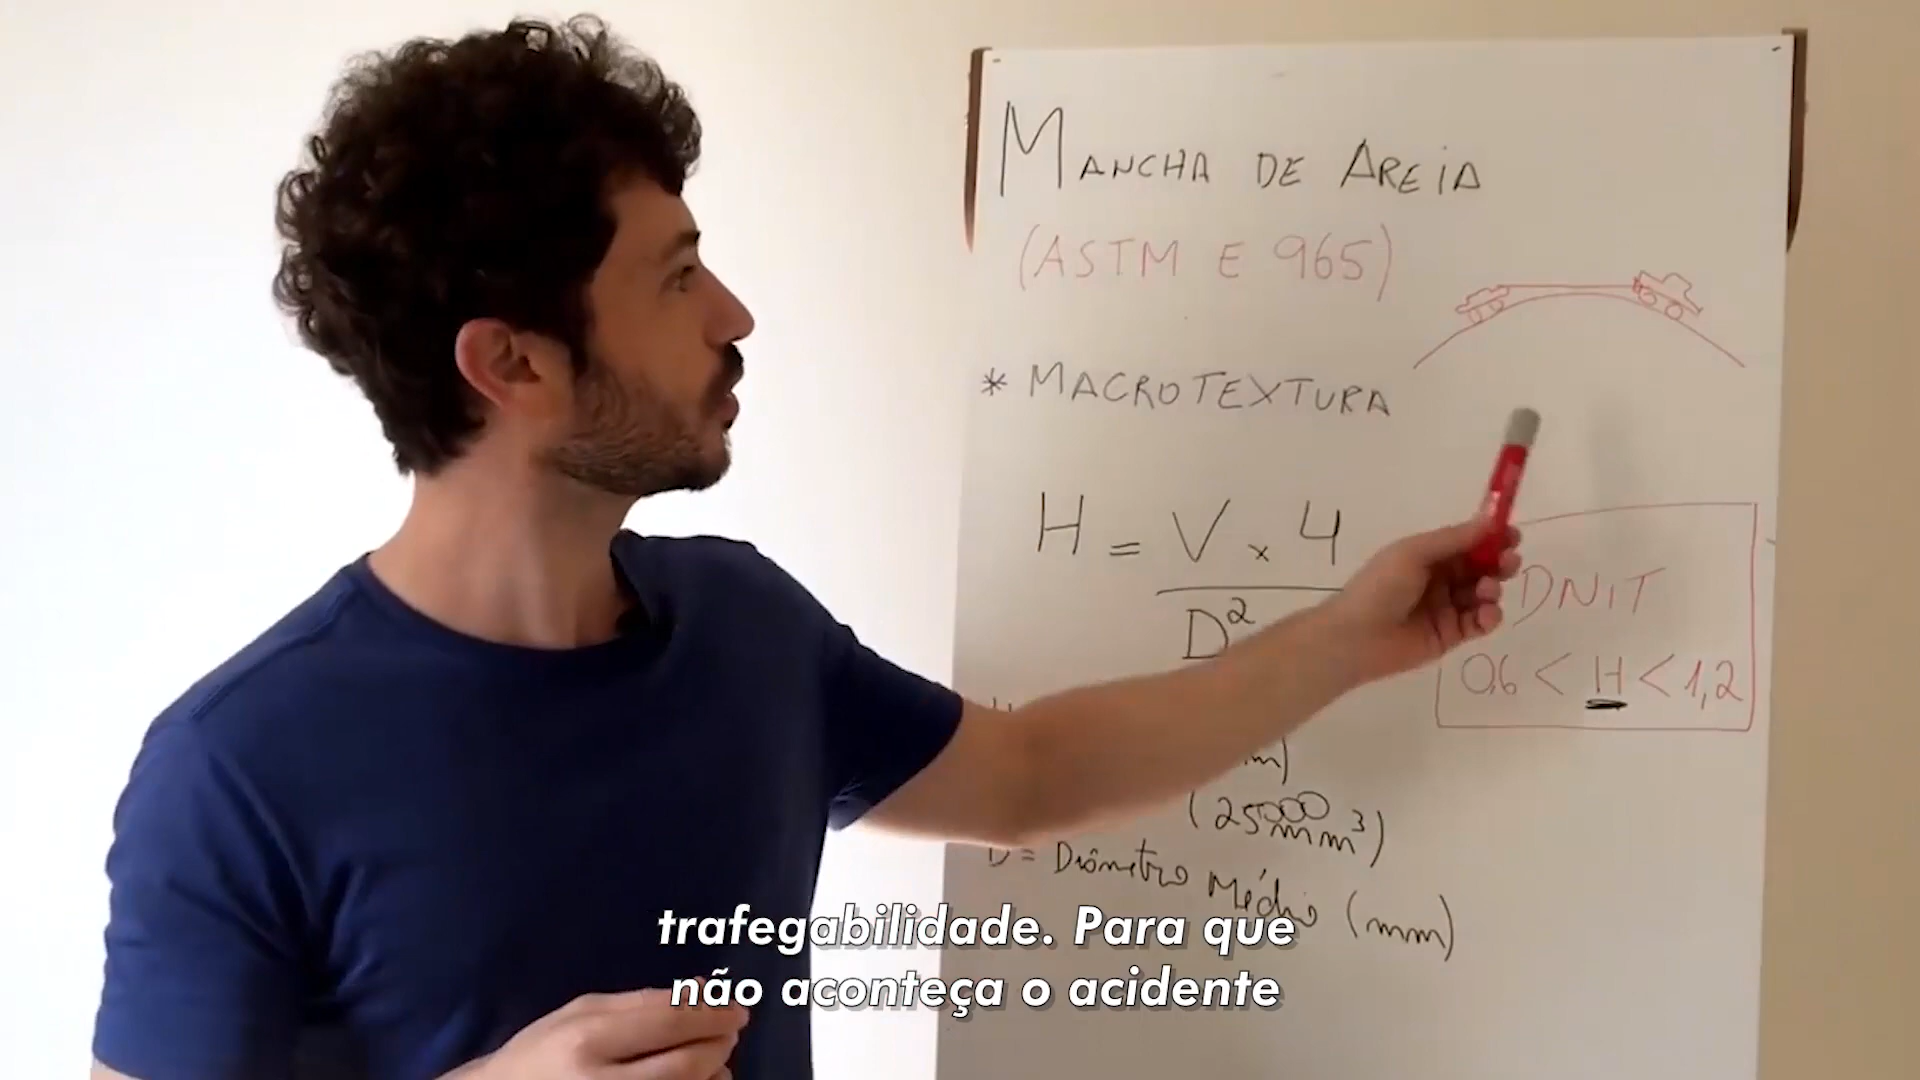 MANCHA DE AREIA
(ASTM E 965)
* MACROTEXTURA
H = V x 4
D²
DNIT
0,6 < H < 1,2
mm)
(25000 mm³)
D = Diâmetro Médio (mm)
trafegabilidade. Para que
não aconteça o acidente